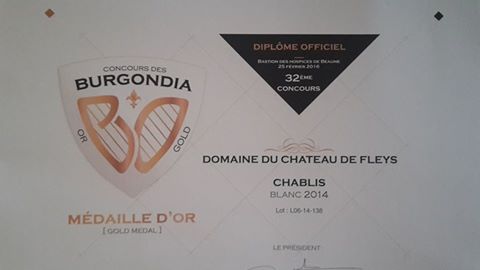 CONCOURS DES
BURGONDIA
OR
GOLD
MÉDAILLE D'OR
[ GOLD MEDAL ]
DIPLÔME OFFICIEL
BASTION DES HOSPICES DE BEAUNE
25 FÉVRIER 2016
32ÈME
CONCOURS
DOMAINE DU CHATEAU DE FLEYS
CHABLIS
BLANC 2014
Lot : L06-14-138
LE PRÉSIDENT :